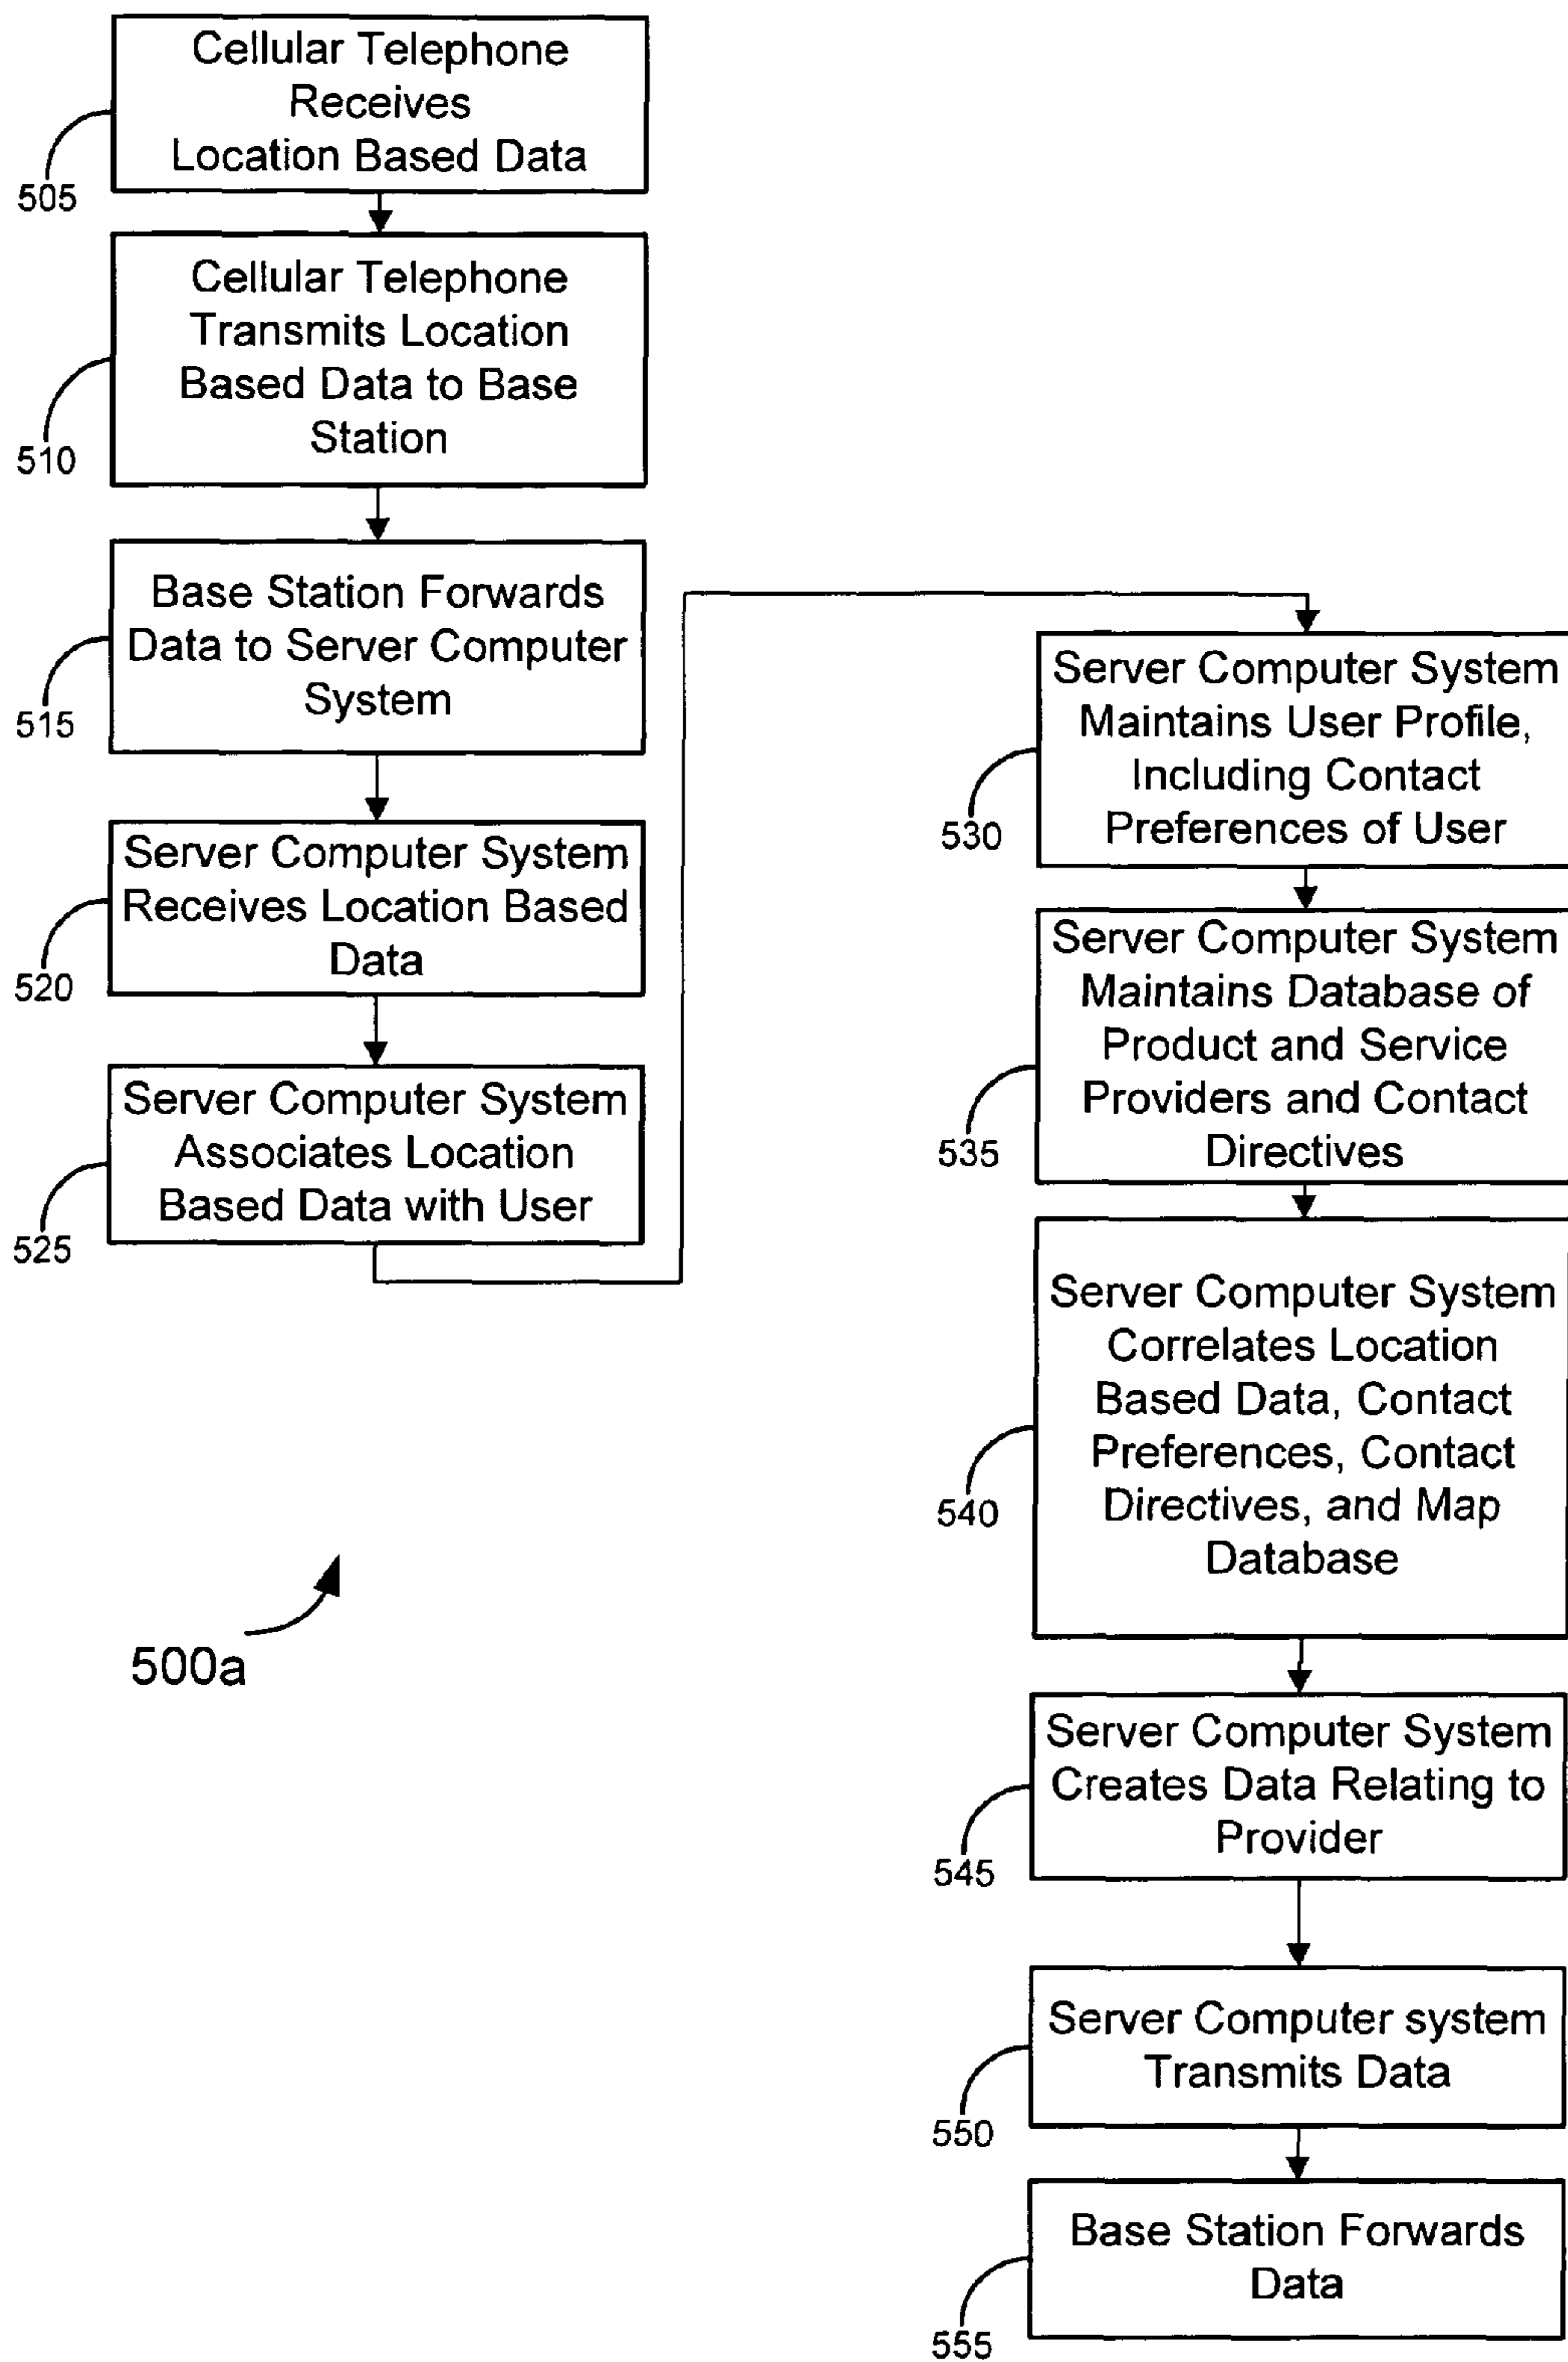 Cellular Telephone
Receives
Location Based Data
505
Cellular Telephone
Transmits Location
Based Data to Base
Station
510
Base Station Forwards
Data to Server Computer
System
515
Server Computer System
Receives Location Based
Data
520
Server Computer System
Associates Location
Based Data with User
525
500a
Server Computer System
Maintains User Profile,
Including Contact
Preferences of User
530
Server Computer System
Maintains Database of
Product and Service
Providers and Contact
Directives
535
Server Computer System
Correlates Location
Based Data, Contact
Preferences, Contact
Directives, and Map
Database
540
Server Computer System
Creates Data Relating to
Provider
545
Server Computer system
Transmits Data
550
Base Station Forwards
Data
555